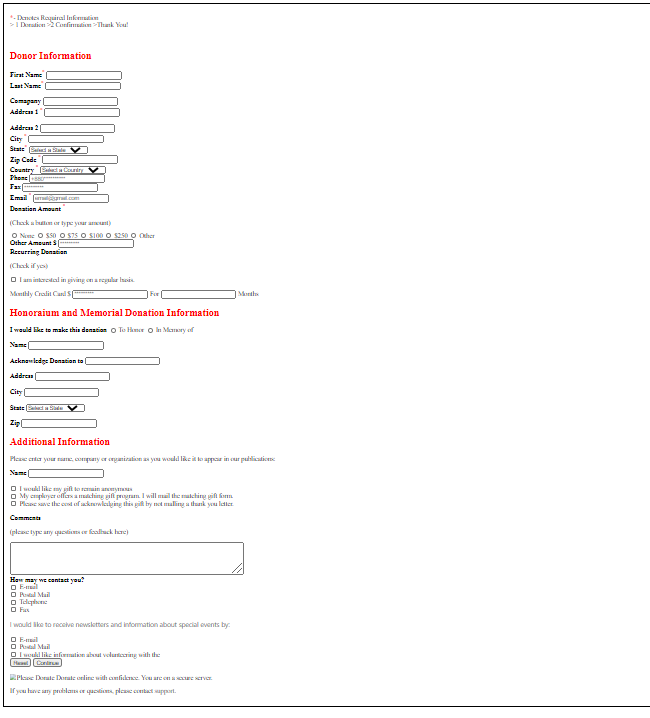 *- Denotes Required Information
> 1 Donation >2 Confirmation >Thank You!
Donor Information
First Name*
Last Name*
Comapany
Address 1 *
Address 2
City *
State* Select a State
Zip Code *
Country * Select a Country
Phone
Fax *********
Email * email@gmail.com
Donation Amount *
(Check a button or type your amount)
None $50 $75 $100 $250 Other
Other Amount $ *********
Recurring Donation
(Check if yes)
I am interested in giving on a regular basis.
Monthly Credit Card $ ********* For Months
Honoraium and Memorial Donation Information
I would like to make this donation To Honor In Memory of
Name
Acknowledge Donation to
Address
City
State Select a State
Zip
Additional Information
Please enter your name, company or organization as you would like it to appear in our publications:
Name
I would like my gift to remain anonymous
My employer offers a matching gift program. I will mail the matching gift form.
Please save the cost of acknowledging this gift by not mailing a thank you letter.
Comments
(please type any questions or feedback here)
How may we contact you?
E-mail
Postal Mail
Telephone
Fax
I would like to receive newsletters and information about special events by:
E-mail
Postal Mail
I would like information about volunteering with the
Reset Continue
Please Donate Donate online with confidence. You are on a secure server.
If you have any problems or questions, please contact support.